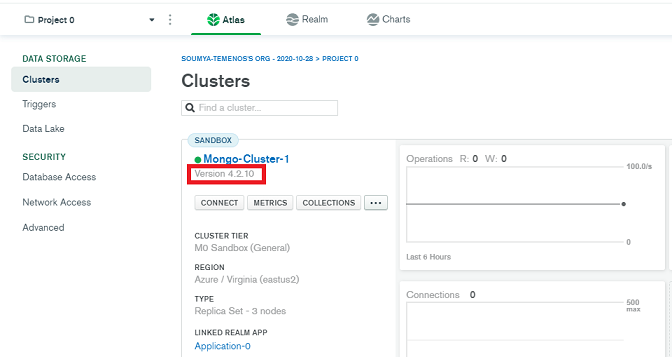 Project 0
Atlas
Realm
Charts
DATA STORAGE
Clusters
Triggers
Data Lake
SECURITY
Database Access
Network Access
Advanced
SOUMYA-TEMENOS'S ORG - 2020-10-28 > PROJECT 0
Clusters
Find a cluster...
SANDBOX
Mongo-Cluster-1
Version 4.2.10
CONNECT
METRICS
COLLECTIONS
...
CLUSTER TIER
M0 Sandbox (General)
REGION
Azure / Virginia (eastus2)
TYPE
Replica Set - 3 nodes
LINKED REALM APP
Application-0
Operations R: 0 W: 0
100.0/s
0
Last 6 Hours
Connections 0
500
max